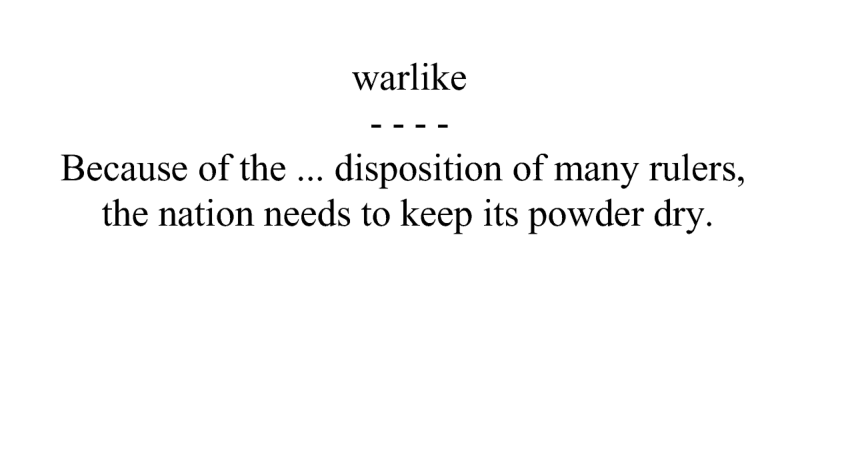 warlike
- - - -
Because of the ... disposition of many rulers,
the nation needs to keep its powder dry.